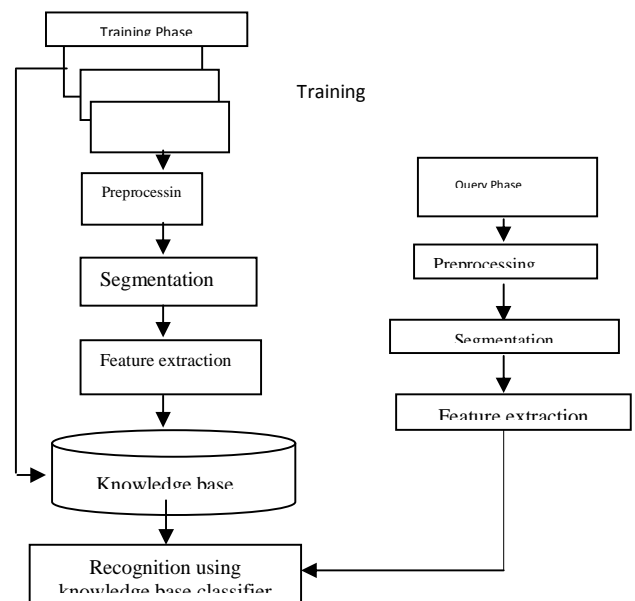 Training Phase
Training
Preprocessin
Segmentation
Feature extraction
Knowledge base
Recognition using
knowledge base classifier
Query Phase
Preprocessing
Segmentation
Feature extraction